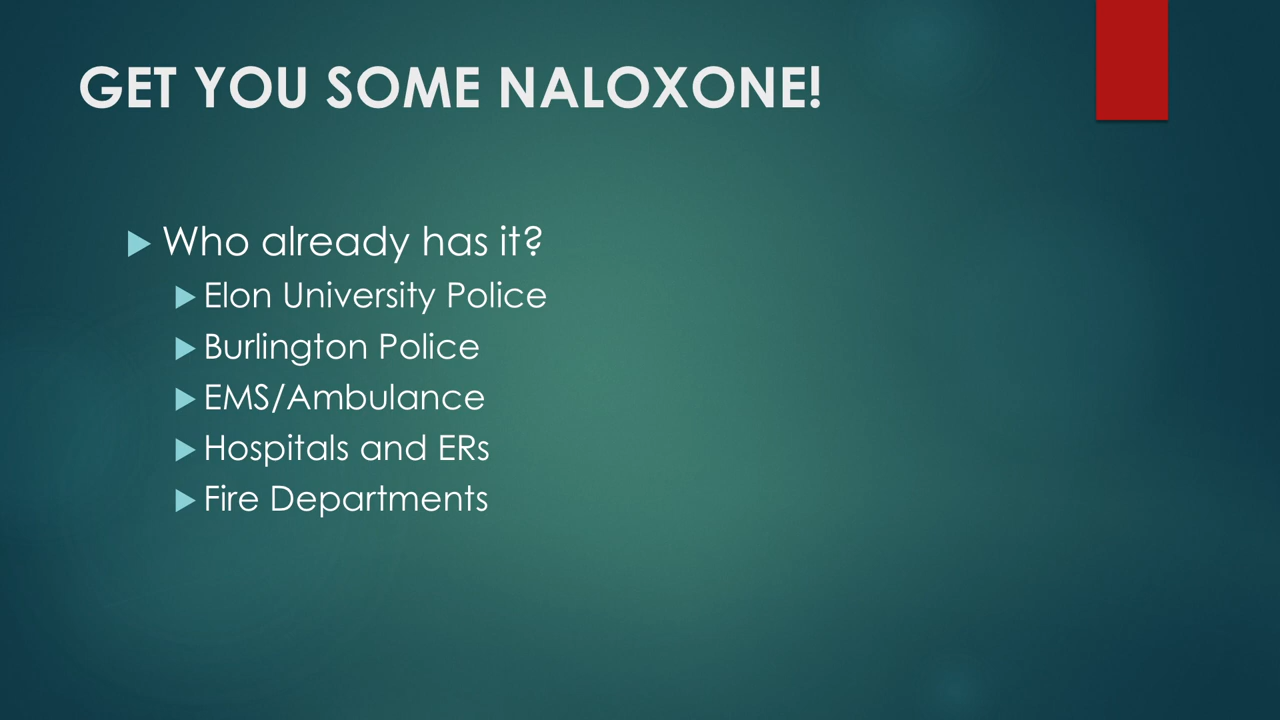 GET YOU SOME NALOXONE!
Who already has it?
Elon University Police
Burlington Police
EMS/Ambulance
Hospitals and ERs
Fire Departments